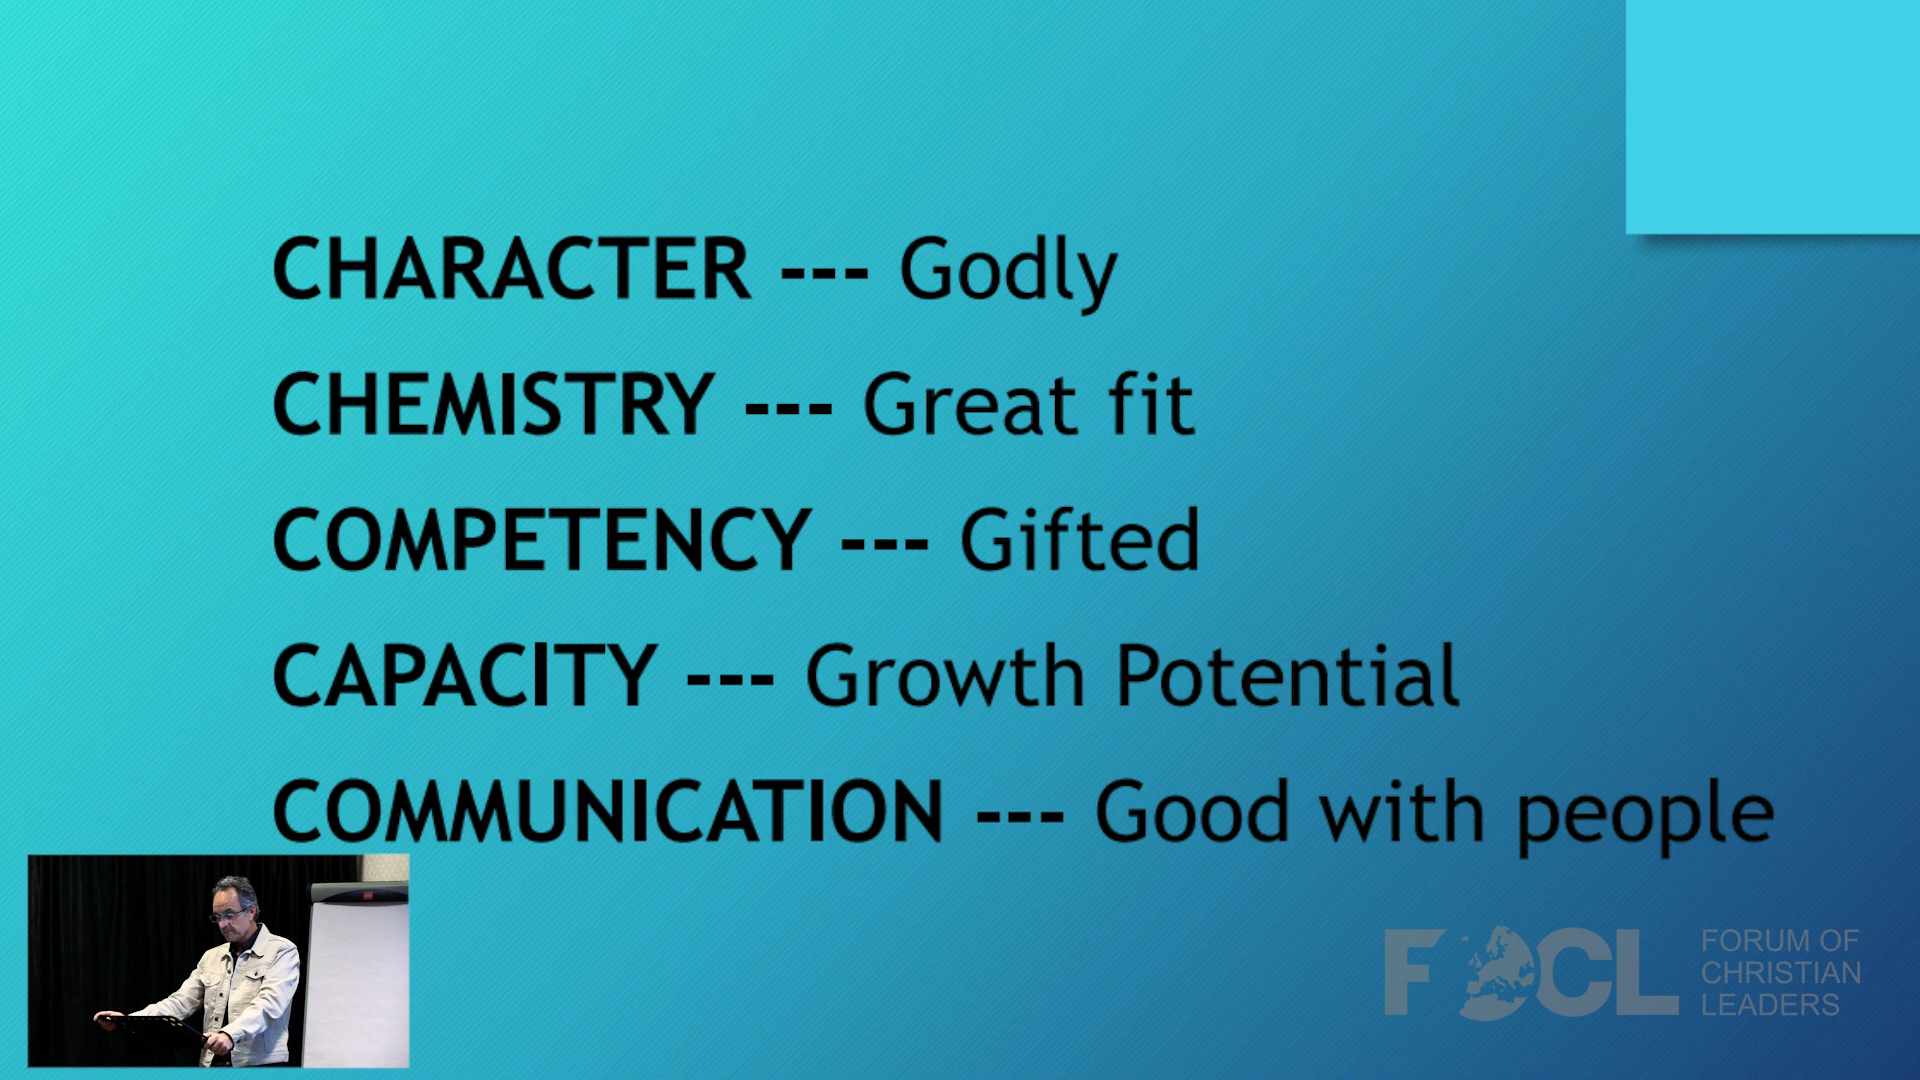 CHARACTER --- Godly
CHEMISTRY --- Great fit
COMPETENCY --- Gifted
CAPACITY --- Growth Potential
COMMUNICATION --- Good with people
FOCL
FORUM OF
CHRISTIAN
LEADERS